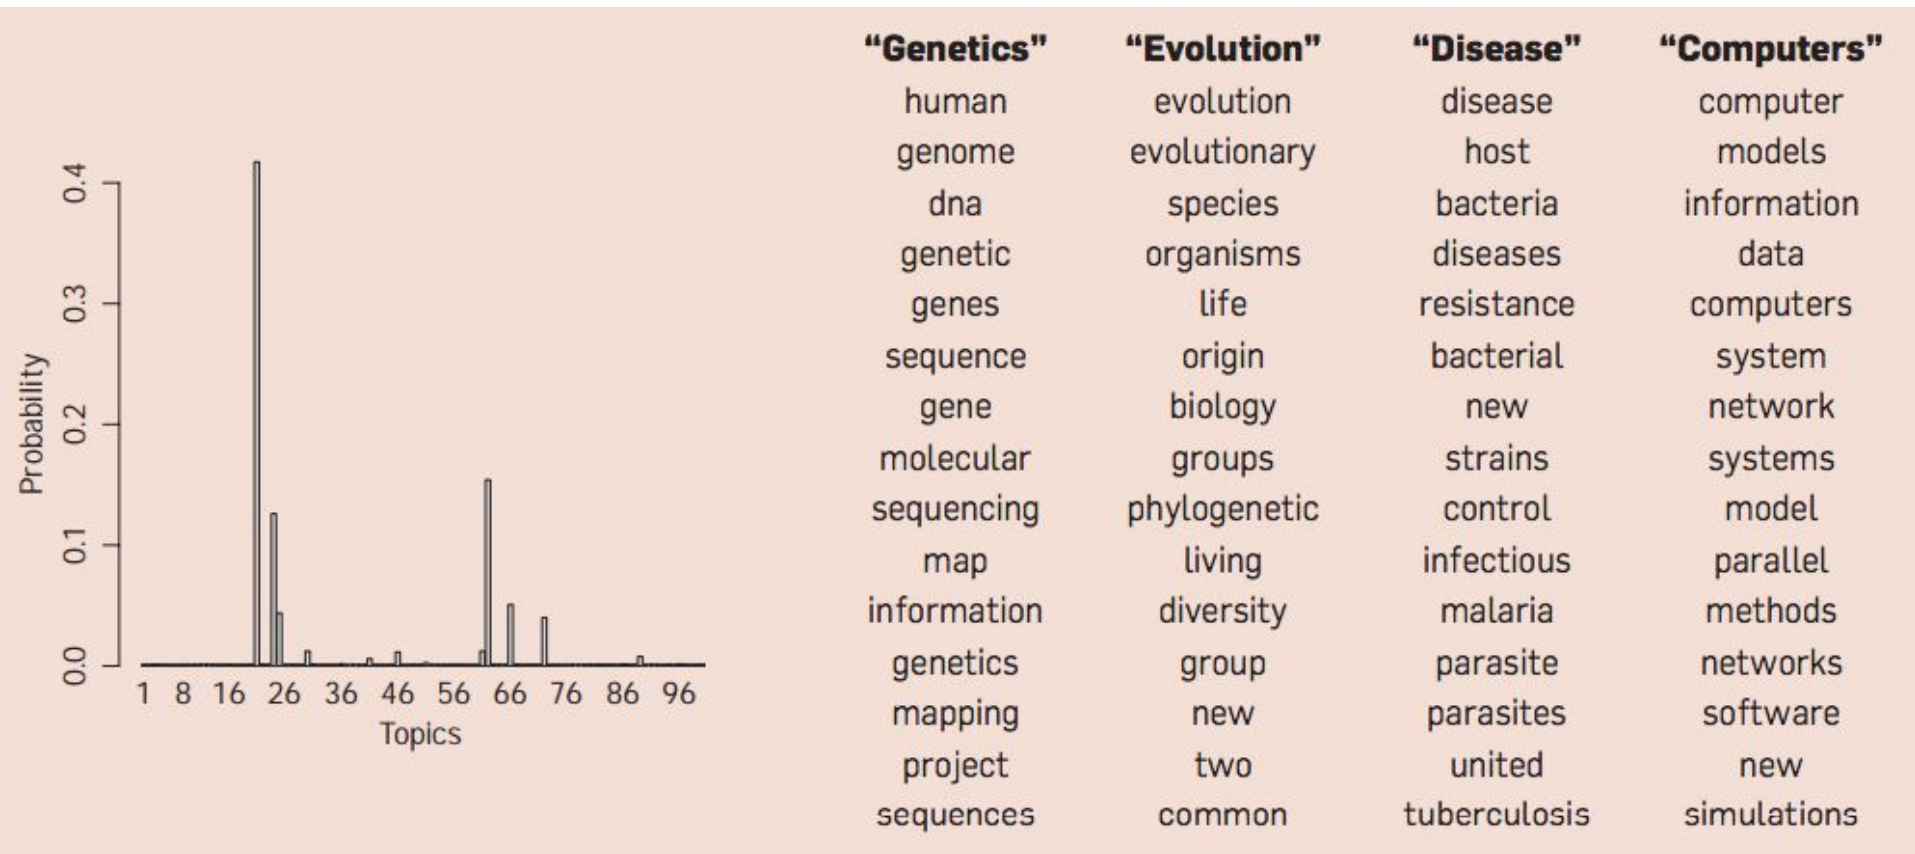 “Genetics” “Evolution” “Disease” “Computers”
human evolution disease computer
genome evolutionary host models
dna species bacteria information
genetic organisms diseases data
genes life resistance computers
sequence origin bacterial system
gene biology new network
molecular groups strains systems
sequencing phylogenetic control model
map living infectious parallel
information diversity malaria methods
genetics group parasite networks
mapping new parasites software
project two united new
sequences common tuberculosis simulations
Probability
0.4
0.3
0.2
0.1
0.0
1 8 16 26 36 46 56 66 76 86 96
Topics